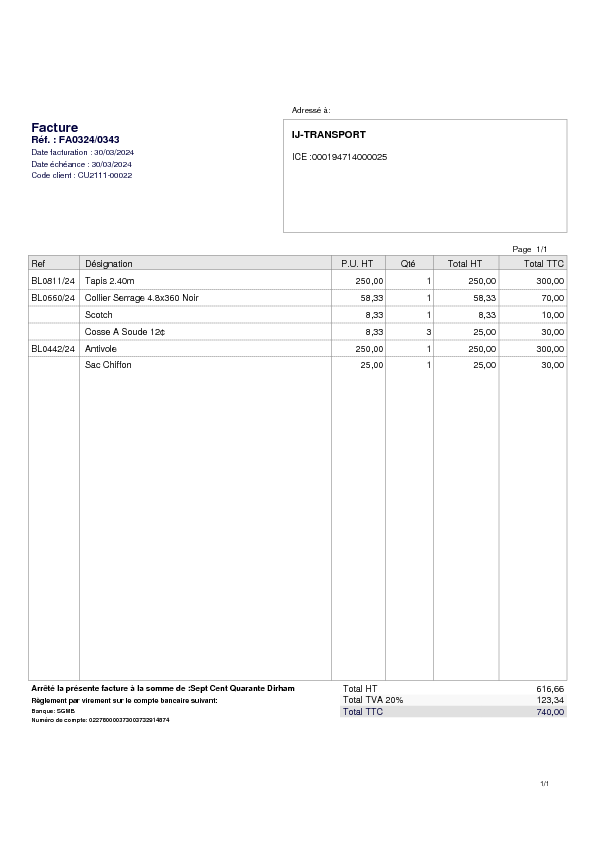 Adressé à:
Facture
Réf. : FA0324/0343
Date facturation : 30/03/2024
Date échéance : 30/03/2024
Code client : CU2111-00022
IJ-TRANSPORT
ICE :000194714000025
Page 1/1
Ref Désignation P.U. HT Qté Total HT Total TTC
BL0811/24 Tapis 2.40m 250,00 1 250,00 300,00
BL0660/24 Collier Serrage 4.8x360 Noir 58,33 1 58,33 70,00
Scotch 8,33 1 8,33 10,00
Cosse A Soude 12¢ 8,33 3 25,00 30,00
BL0442/24 Antivole 250,00 1 250,00 300,00
Sac Chiffon 25,00 1 25,00 30,00
Arrêté la présente facture à la somme de :Sept Cent Quarante Dirham
Total HT 616,66
Règlement par virement sur le compte bancaire suivant:
Total TVA 20% 123,34
Banque: SGMB
Total TTC 740,00
Numéro de compte:
1/1